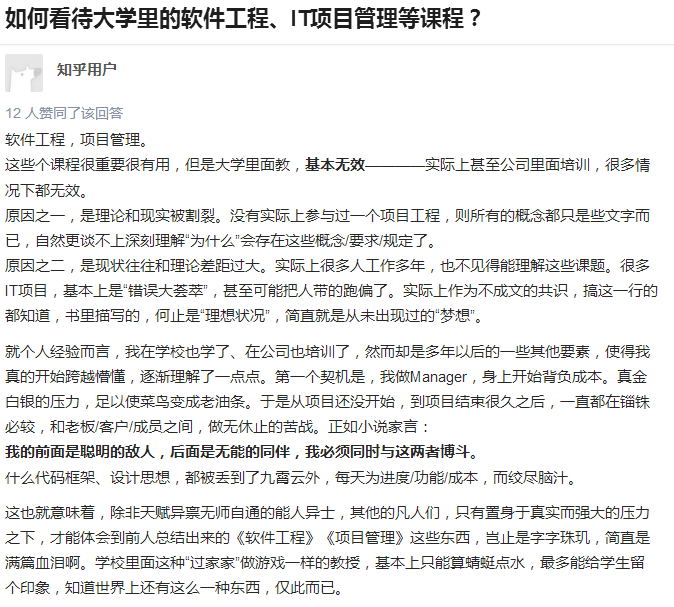 如何看待大学里的软件工程、IT项目管理等课程？
知乎用户
12 人赞同了该回答
软件工程，项目管理。
这些个课程很重要很有用，但是大学里面教，基本无效————实际上甚至公司里面培训，很多情
况下都无效。
原因之一，是理论和现实被割裂。没有实际上参与过一个项目工程，则所有的概念都只是些文字而
已，自然更谈不上深刻理解“为什么”会存在这些概念/要求/规定了。
原因之二，是现状往往和理论差距过大。实际上很多人工作多年，也不见得能理解这些课题。很多
IT项目，基本上是“错误大荟萃”，甚至可能把人带的跑偏了。实际上作为不成文的共识，搞这一行的
都知道，书里描写的，何止是“理想状况”，简直就是从未出现过的“梦想”。
就个人经验而言，我在学校也学了、在公司也培训了，然而却是多年以后的一些其他要素，使得我
真的开始跨越懵懂，逐渐理解了一点点。第一个契机是，我做Manager，身上开始背负成本。真金
白银的压力，足以使菜鸟变成老油条。于是从项目还没开始，到项目结束很久之后，一直都在锱铢
必较，和老板/客户/成员之间，做无休止的苦战。正如小说家言：
我的前面是聪明的敌人，后面是无能的同伴，我必须同时与这两者博斗。
什么代码框架、设计思想，都被丢到了九霄云外，每天为进度/功能/成本，而绞尽脑汁。
这也就意味着，除非天赋异禀无师自通的能人异士，其他的凡人们，只有置身于真实而强大的压力
之下，才能体会到前人总结出来的《软件工程》《项目管理》这些东西，岂止是字字珠玑，简直是
满篇血泪啊。学校里面这种“过家家”做游戏一样的教授，基本上只能算蜻蜓点水，最多能给学生留
个印象，知道世界上还有这么一种东西，仅此而已。